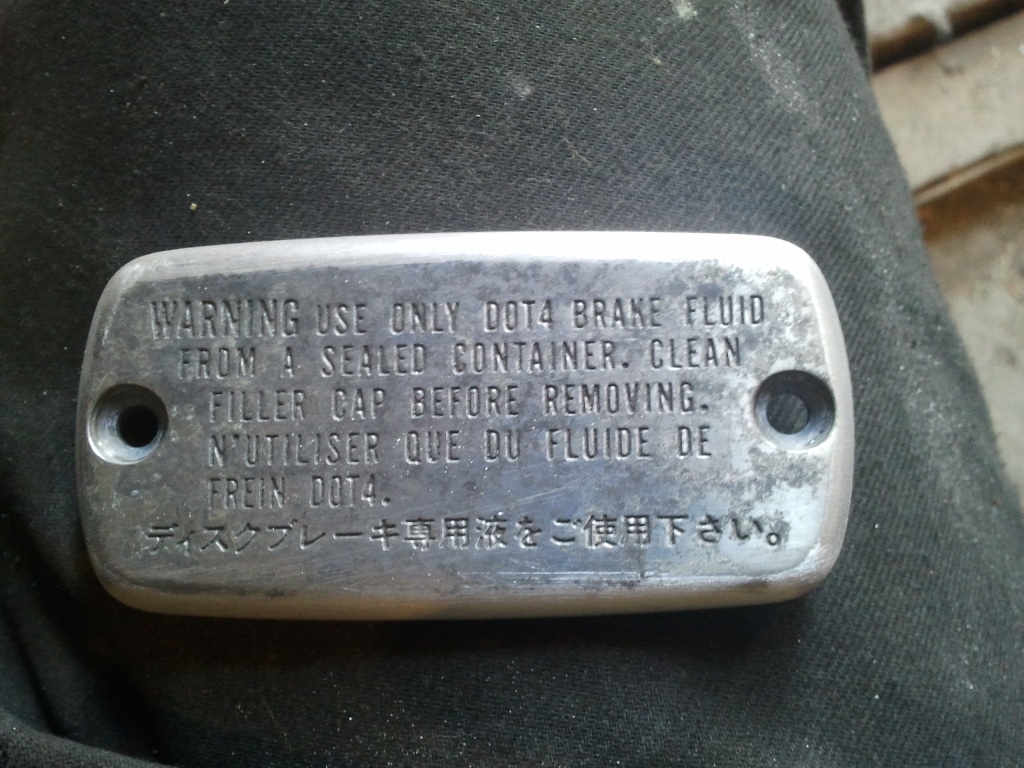 WARNING USE ONLY DOT4 BRAKE FLUID
FROM A SEALED CONTAINER. CLEAN
FILLER CAP BEFORE REMOVING.
N'UTILISER QUE DU FLUIDE DE
FREIN DOT4.
ディスクブレーキ専用液をご使用下さい。